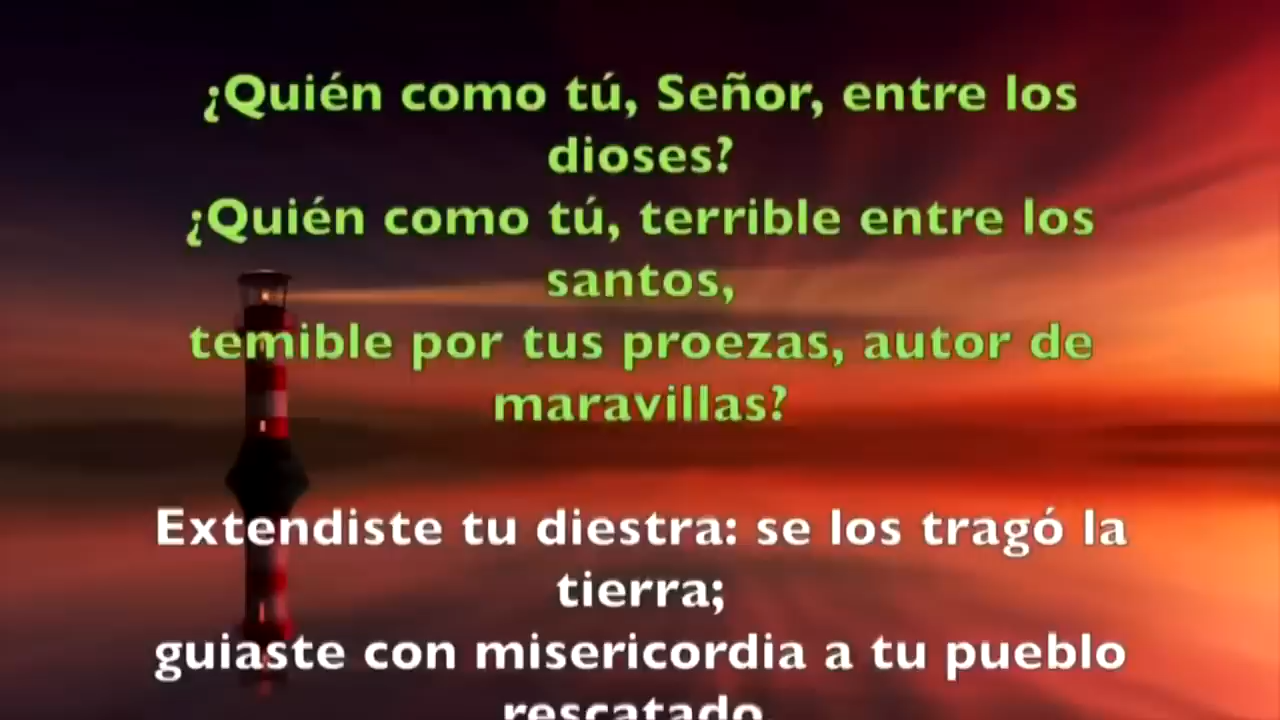 ¿Quién como tú, Señor, entre los
dioses?
¿Quién como tú, terrible entre los
santos,
temible por tus proezas, autor de
maravillas?
Extendiste tu diestra: se los tragó la
tierra;
guiaste con misericordia a tu pueblo
rescatado